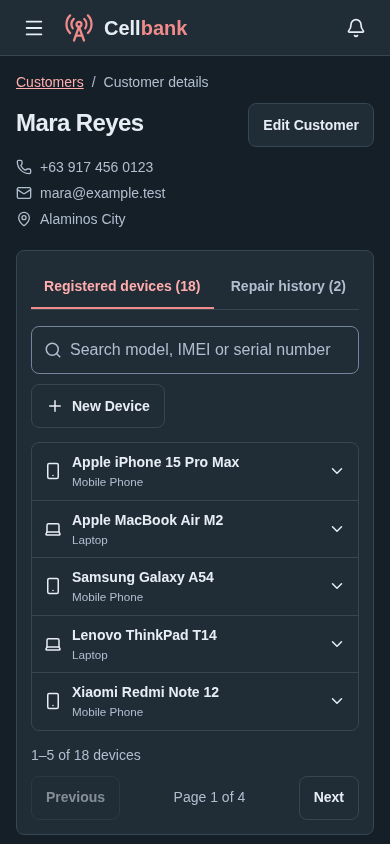 Cellbank
Customers / Customer details
Mara Reyes
Edit Customer
+63 917 456 0123
mara@example.test
Alaminos City
Registered devices (18)
Repair history (2)
Search model, IMEI or serial number
New Device
Apple iPhone 15 Pro Max
Mobile Phone
Apple MacBook Air M2
Laptop
Samsung Galaxy A54
Mobile Phone
Lenovo ThinkPad T14
Laptop
Xiaomi Redmi Note 12
Mobile Phone
1–5 of 18 devices
Previous
Page 1 of 4
Next